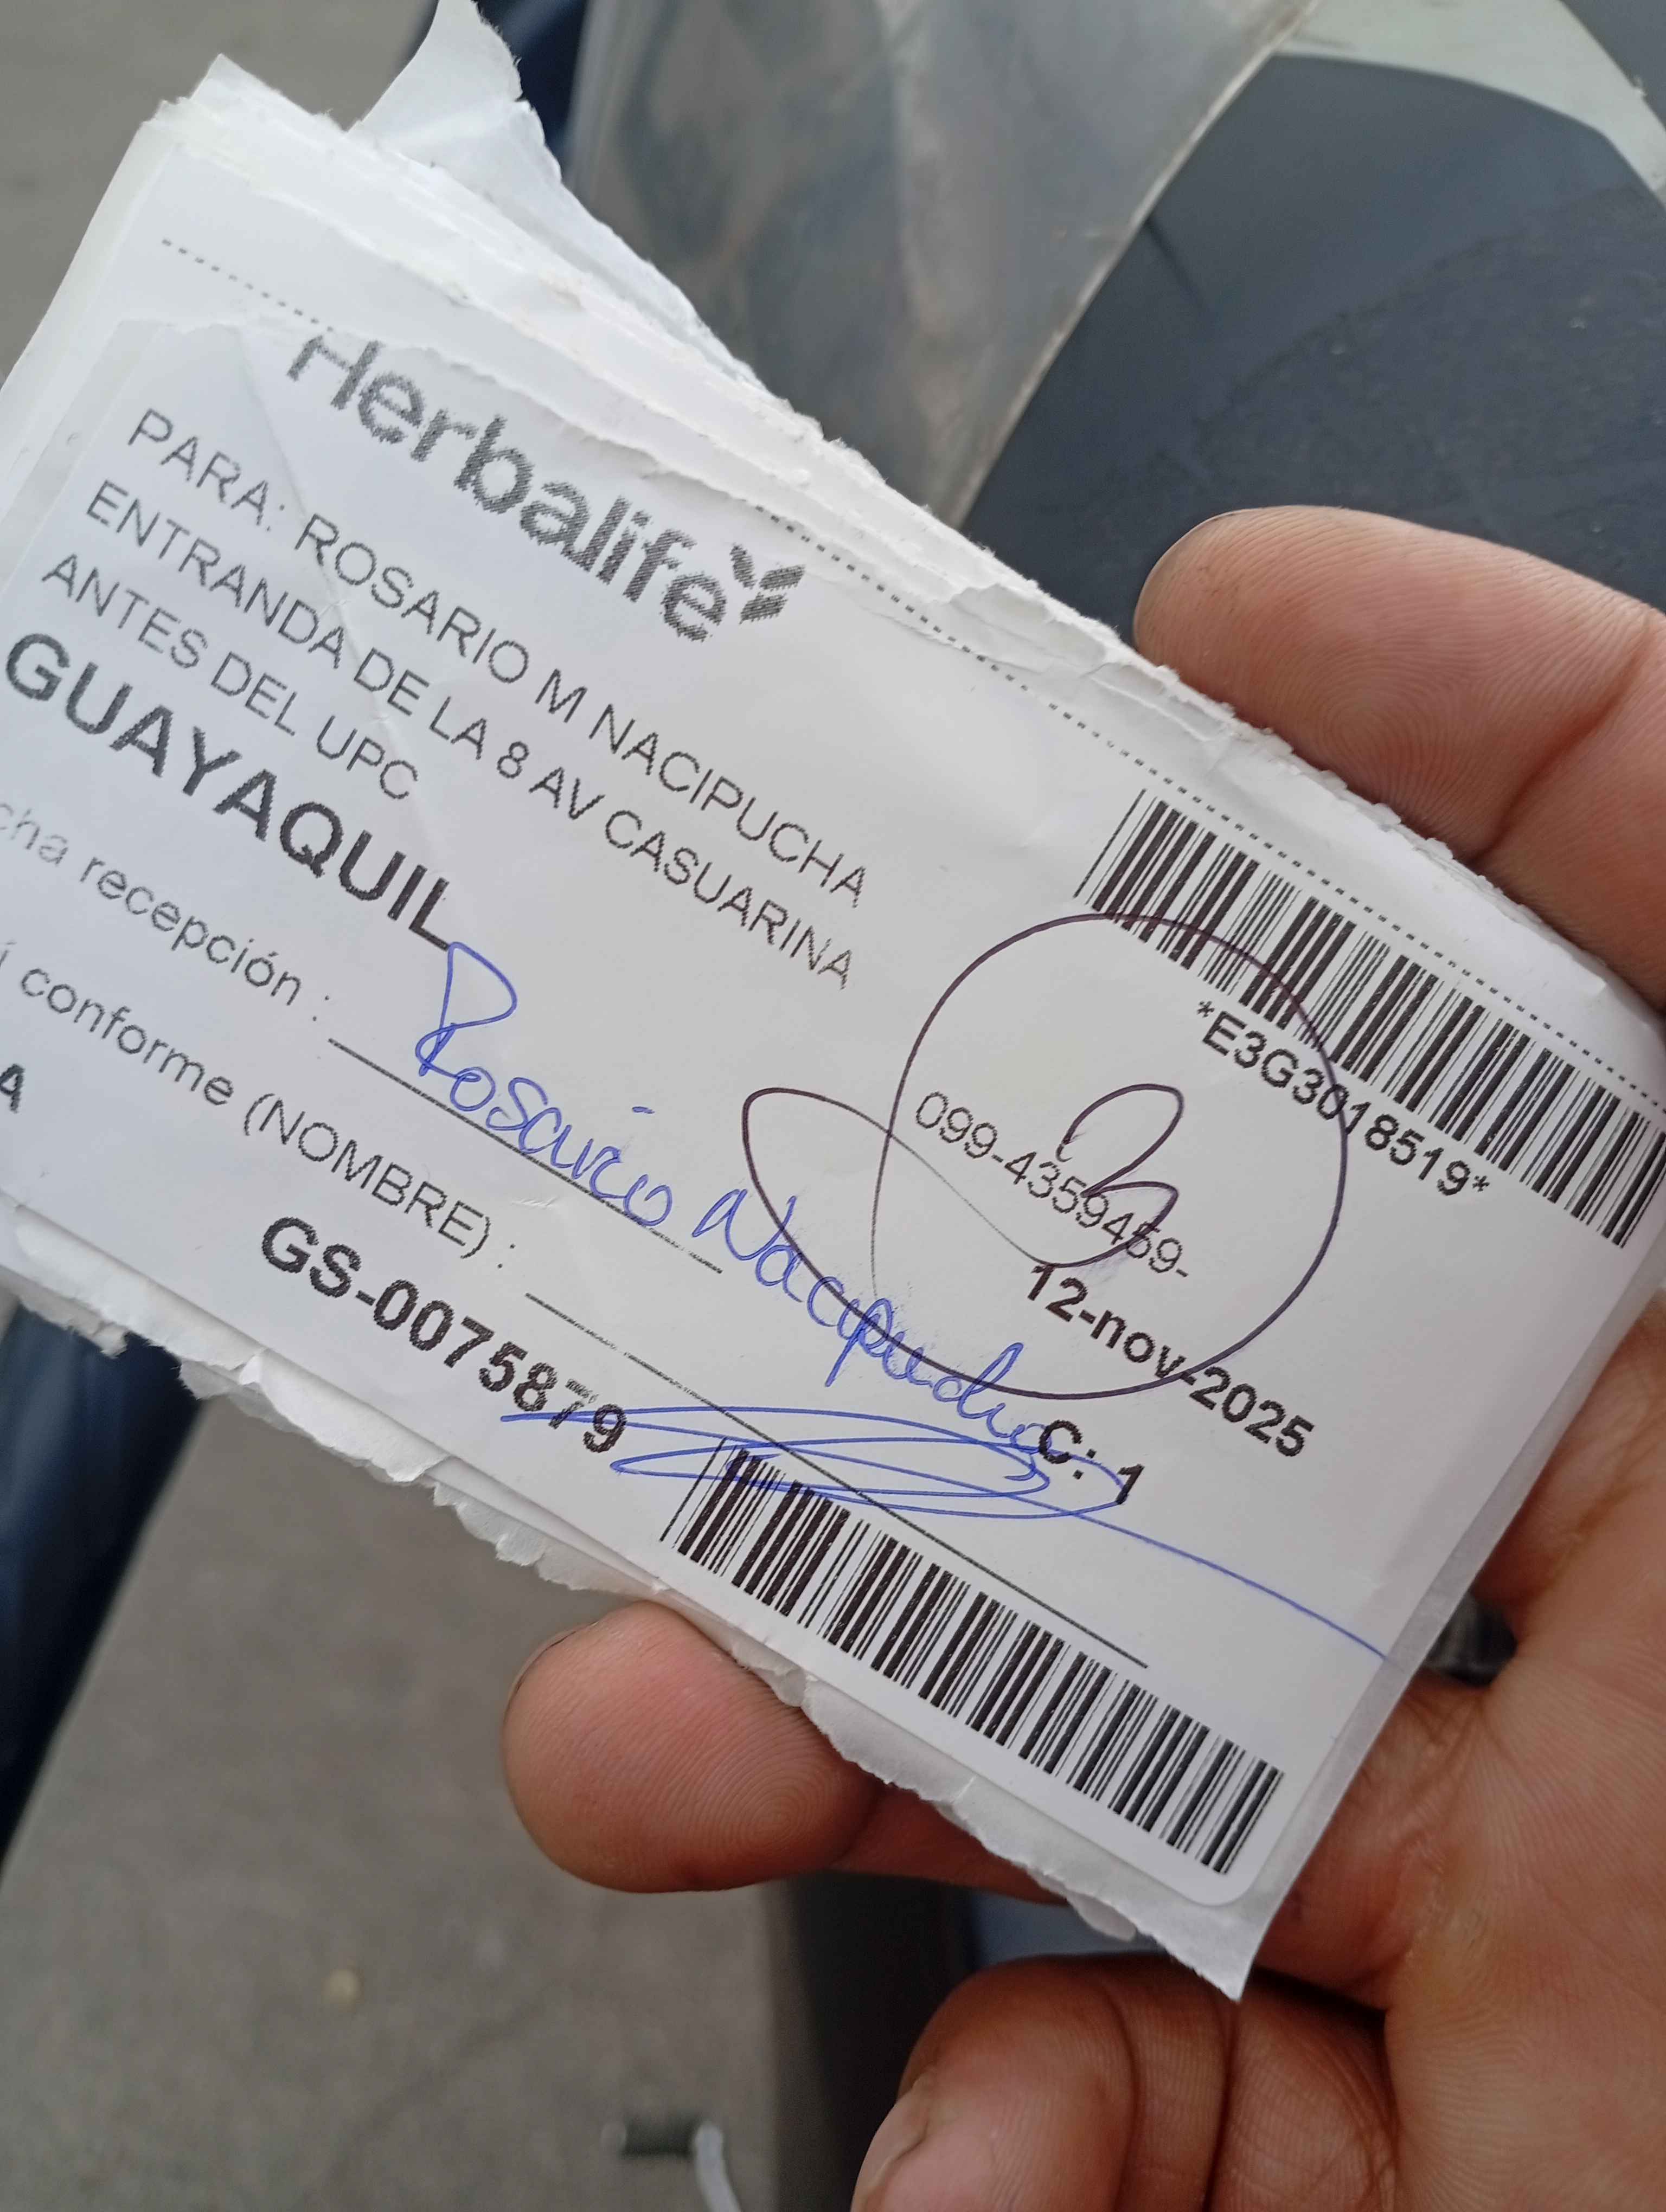 Herbalife
PARA: ROSARIO M NACIPUCHA
ENTRANDA DE LA 8 AV CASUARINA
ANTES DEL UPC
GUAYAQUIL
*E3G3018519*
099-4359459-
2
12-nov-2025
cha recepción :
Rosario Nacipucha
í conforme (NOMBRE) :
C: 1
A
GS-0075879